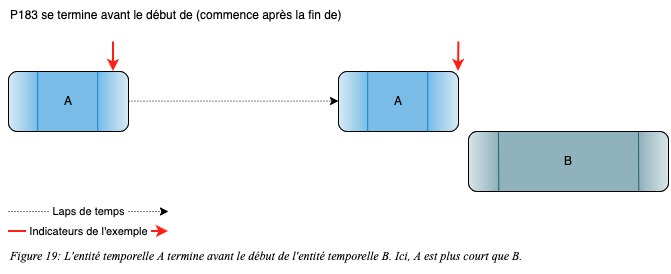 P183 se termine avant le début de (commence après la fin de)
A
A
B
Laps de temps
Indicateurs de l'exemple
Figure 19: L'entité temporelle A termine avant le début de l'entité temporelle B. Ici, A est plus court que B.